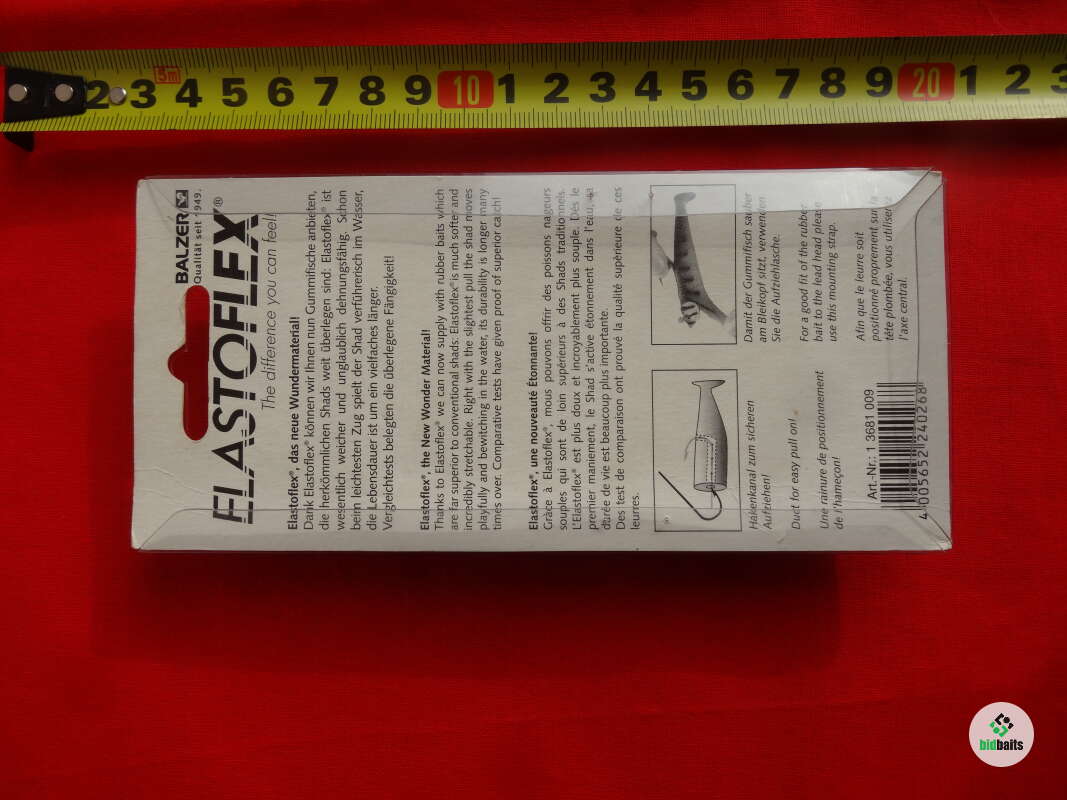 2 3 4 5 6 7 8 9 10 1 2 3 4 5 6 7 8 9 20 1 2 3
5m
BALZER
Qualität seit 1949.
ELASTOFLEX®
The difference you can feel!
Elastoflex®, das neue Wundermaterial!
Dank Elastoflex® können wir Ihnen nun Gummifische anbieten,
die herkömmlichen Shads weit überlegen sind: Elastoflex® ist
wesentlich weicher und unglaublich dehnungsfähig. Schon
beim leichtesten Zug spielt der Shad verführerisch im Wasser,
die Lebensdauer ist um ein vielfaches länger.
Vergleichtests belegten die überlegene Fängigkeit!
Elastoflex®, the New Wonder Material!
Thanks to Elastoflex® we can now supply with rubber baits which
are far superior to conventional shads: Elastoflex® is much softer and
incredibly stretchable. Right with the slightest pull the shad moves
playfully and bewitching in the water, its durability is longer many
times over. Comparative tests have given proof of superior catch!
Elastoflex®, une nouveauté Étonnante!
Grâce à Elastoflex®, mous pouvons offrir des poissons nageurs
souples qui sont de loin supérieurs à des Shads traditionnels.
L'Elastoflex® est plus doux et incroyablement plus souple. Dès le
premier maniement, le Shad s'active étonnement dans l'eau, sa
durée de vie est beaucoup plus importante.
Des test de comparaison ont prouvé la qualité supérieure de ces
leurres.
Hakenkanal zum sicheren
Aufziehen!
Duct for easy pull on!
Une rainure de positionnement
de l'hameçon!
Damit der Gummifisch sauber
am Bleikopf sitzt, verwenden
Sie die Aufziehlasche.
For a good fit of the rubber
bait to the lead head please
use this mounting strap.
Afin que le leurre soit
positionné proprement sur la
tête plombée, vous utiliserez
l'axe central.
Art.-Nr.: 1 3681 009
4 005652 240268
bidbaits